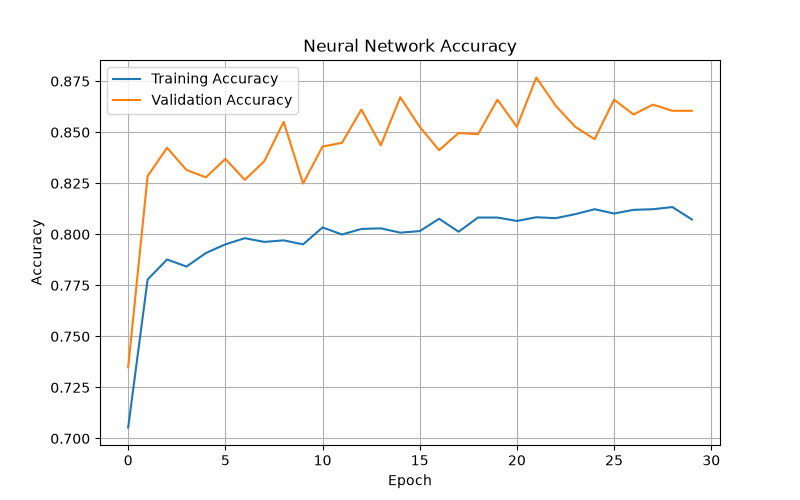 Neural Network Accuracy
Training Accuracy
Validation Accuracy
0.875
0.850
0.825
0.800
0.775
0.750
0.725
0.700
Accuracy
0 5 10 15 20 25 30
Epoch